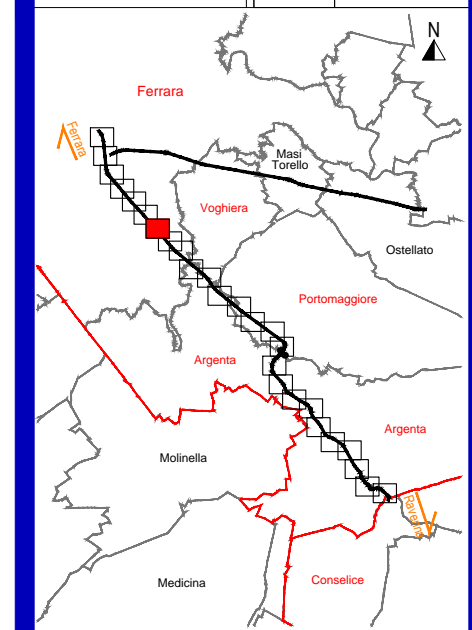 N
Ferrara
Ferrara
Masi
Torello
Voghiera
Ostellato
Portomaggiore
Argenta
Argenta
Molinella
Ravenna
Medicina
Conselice